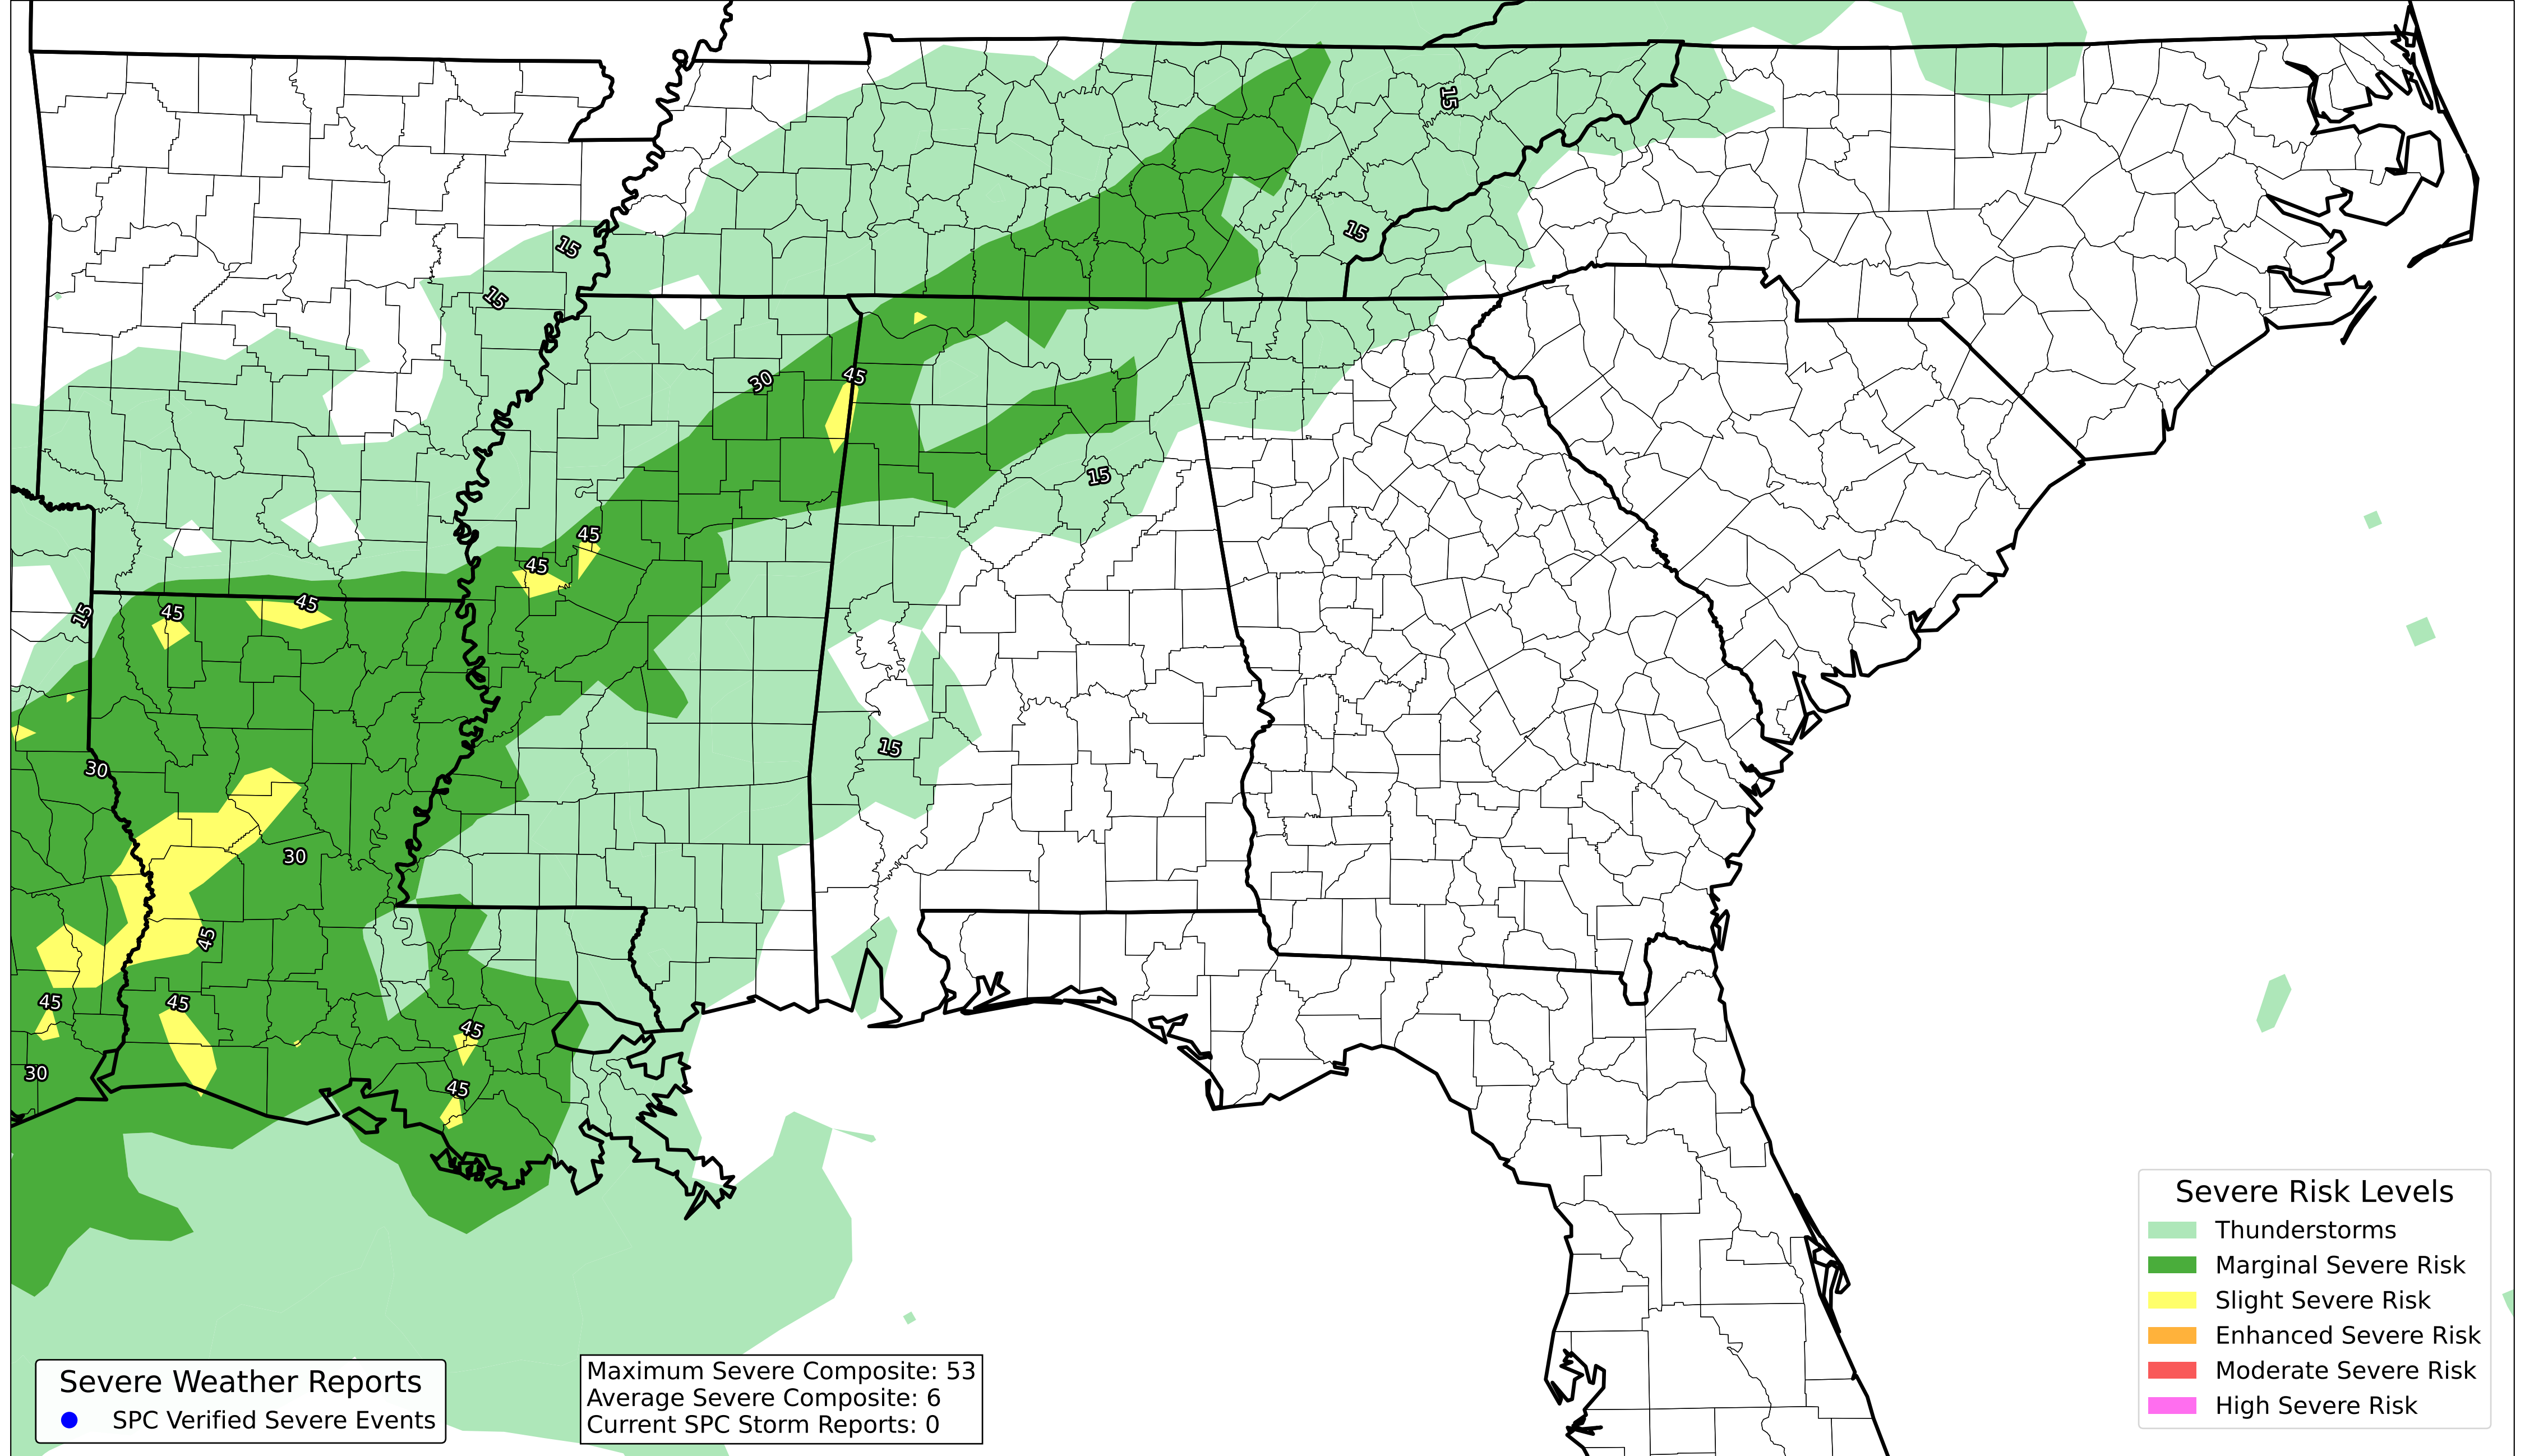 15
15
15
15
30
45
15
45
45
45
45
15
15
30
30
45
45
45
45
30
45
Severe Risk Levels
Thunderstorms
Marginal Severe Risk
Slight Severe Risk
Enhanced Severe Risk
Moderate Severe Risk
High Severe Risk
Severe Weather Reports
SPC Verified Severe Events
Maximum Severe Composite: 53
Average Severe Composite: 6
Current SPC Storm Reports: 0